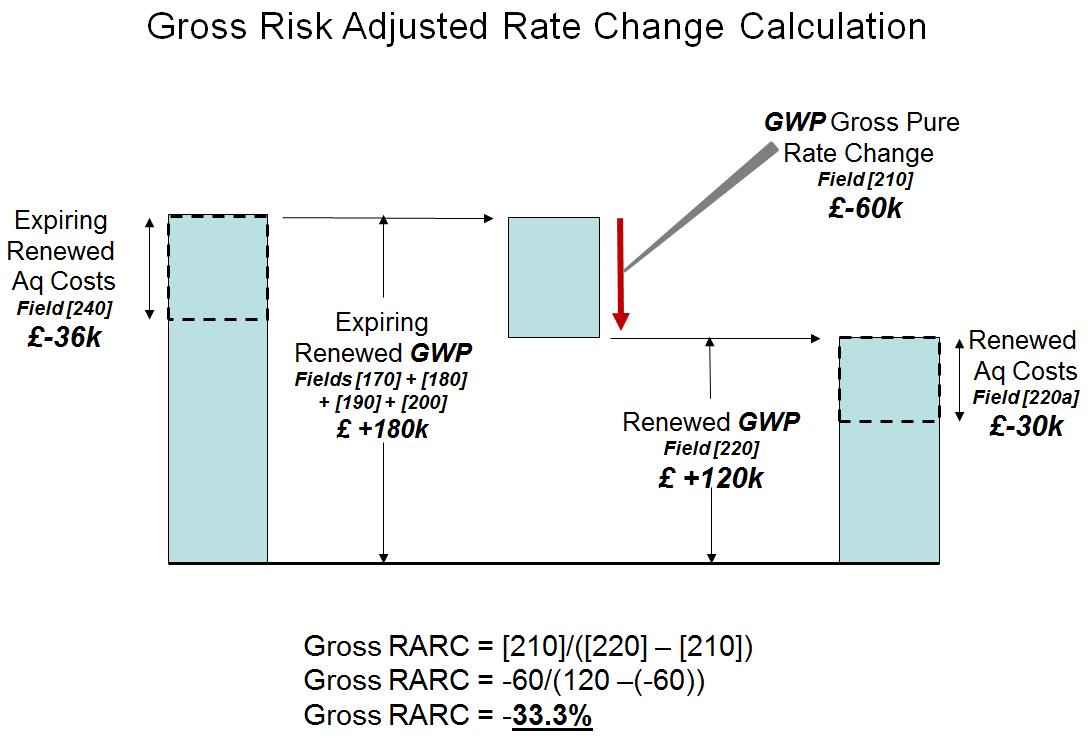 Gross Risk Adjusted Rate Change Calculation
GWP Gross Pure
Rate Change
Field [210]
£-60k
Expiring
Renewed
Aq Costs
Field [240]
£-36k
Expiring
Renewed GWP
Fields [170] + [180]
+ [190] + [200]
£ +180k
Renewed GWP
Field [220]
£ +120k
Renewed
Aq Costs
Field [220a]
£-30k
Gross RARC = [210]/([220] – [210])
Gross RARC = -60/(120 –(-60))
Gross RARC = -33.3%